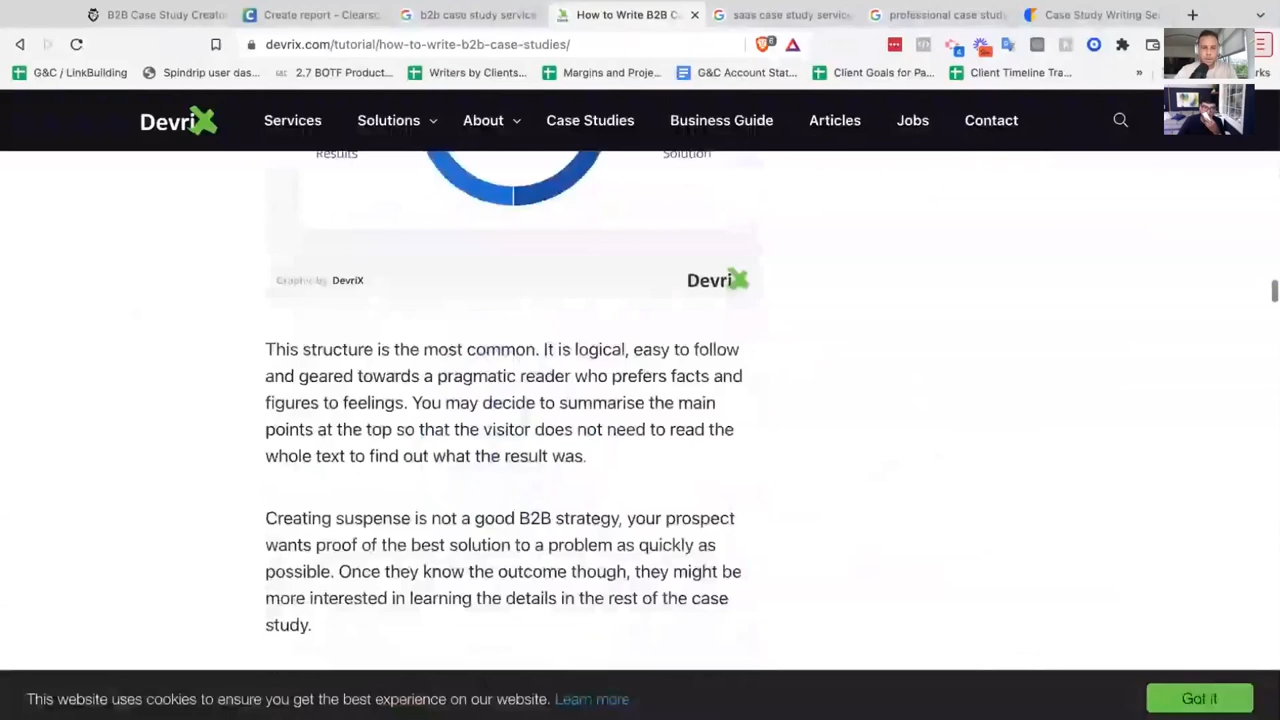 B2B Case Study Creator
Create report - Clearsc
b2b case study service
How to Write B2B C
saas case study service
professional case stud
Case Study Writing Se
devrix.com/tutorial/how-to-write-b2b-case-studies/
G&C / LinkBuilding
Spindrip user das...
2.7 BOTF Product...
Writers by Clients...
Margins and Proje...
G&C Account Stat...
Client Goals for Pa...
Client Timeline Tra...
DevriX
Services
Solutions
About
Case Studies
Business Guide
Articles
Jobs
Contact
Results
Solution
Graphic by DevriX
DevriX
This structure is the most common. It is logical, easy to follow
and geared towards a pragmatic reader who prefers facts and
figures to feelings. You may decide to summarise the main
points at the top so that the visitor does not need to read the
whole text to find out what the result was.
Creating suspense is not a good B2B strategy, your prospect
wants proof of the best solution to a problem as quickly as
possible. Once they know the outcome though, they might be
more interested in learning the details in the rest of the case
study.
This website uses cookies to ensure you get the best experience on our website. Learn more
Got it